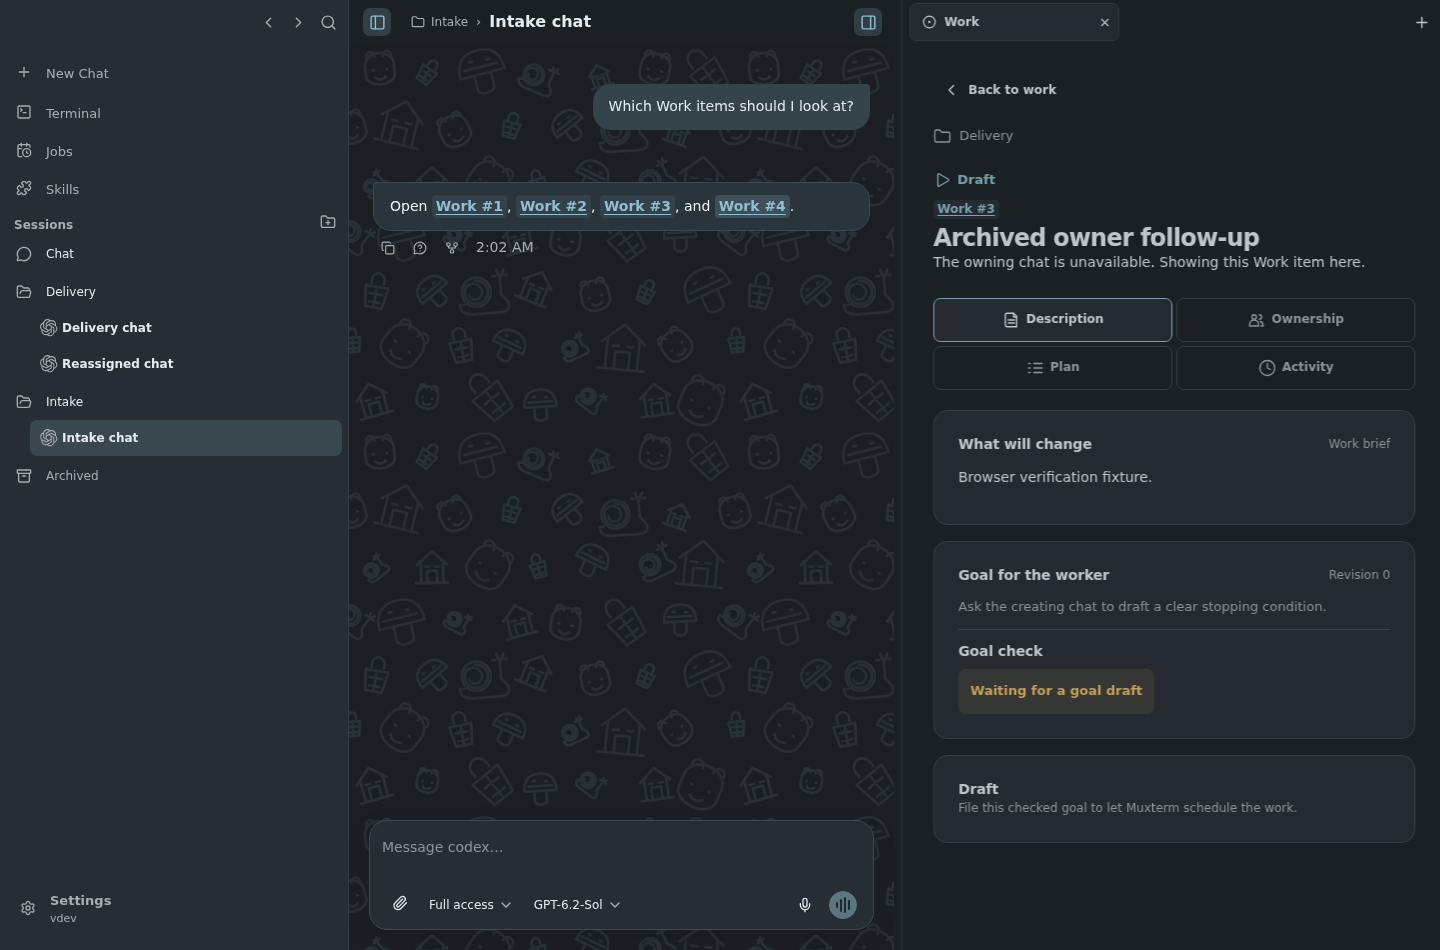 New Chat
Terminal
Jobs
Skills
Sessions
Chat
Delivery
Delivery chat
Reassigned chat
Intake
Intake chat
Archived
Settings
vdev
Intake › Intake chat
Which Work items should I look at?
Open Work #1, Work #2, Work #3, and Work #4.
2:02 AM
Message codex…
Full access
GPT-6.2-Sol
Work
Back to work
Delivery
Draft
Work #3
Archived owner follow-up
The owning chat is unavailable. Showing this Work item here.
Description
Ownership
Plan
Activity
What will change
Work brief
Browser verification fixture.
Goal for the worker
Revision 0
Ask the creating chat to draft a clear stopping condition.
Goal check
Waiting for a goal draft
Draft
File this checked goal to let Muxterm schedule the work.